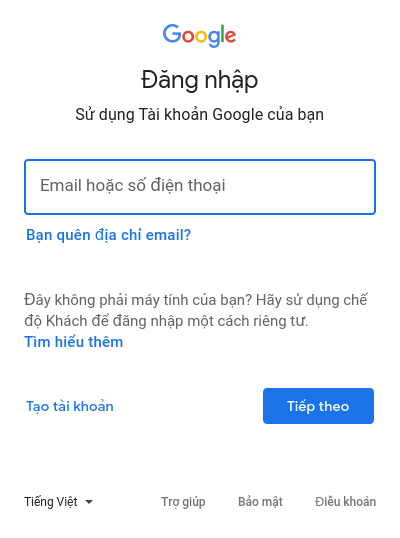 Google
Đăng nhập
Sử dụng Tài khoản Google của bạn
Email hoặc số điện thoại
Bạn quên địa chỉ email?
Đây không phải máy tính của bạn? Hãy sử dụng chế
độ Khách để đăng nhập một cách riêng tư.
Tìm hiểu thêm
Tạo tài khoản
Tiếp theo
Tiếng Việt
Trợ giúp
Bảo mật
Điều khoản